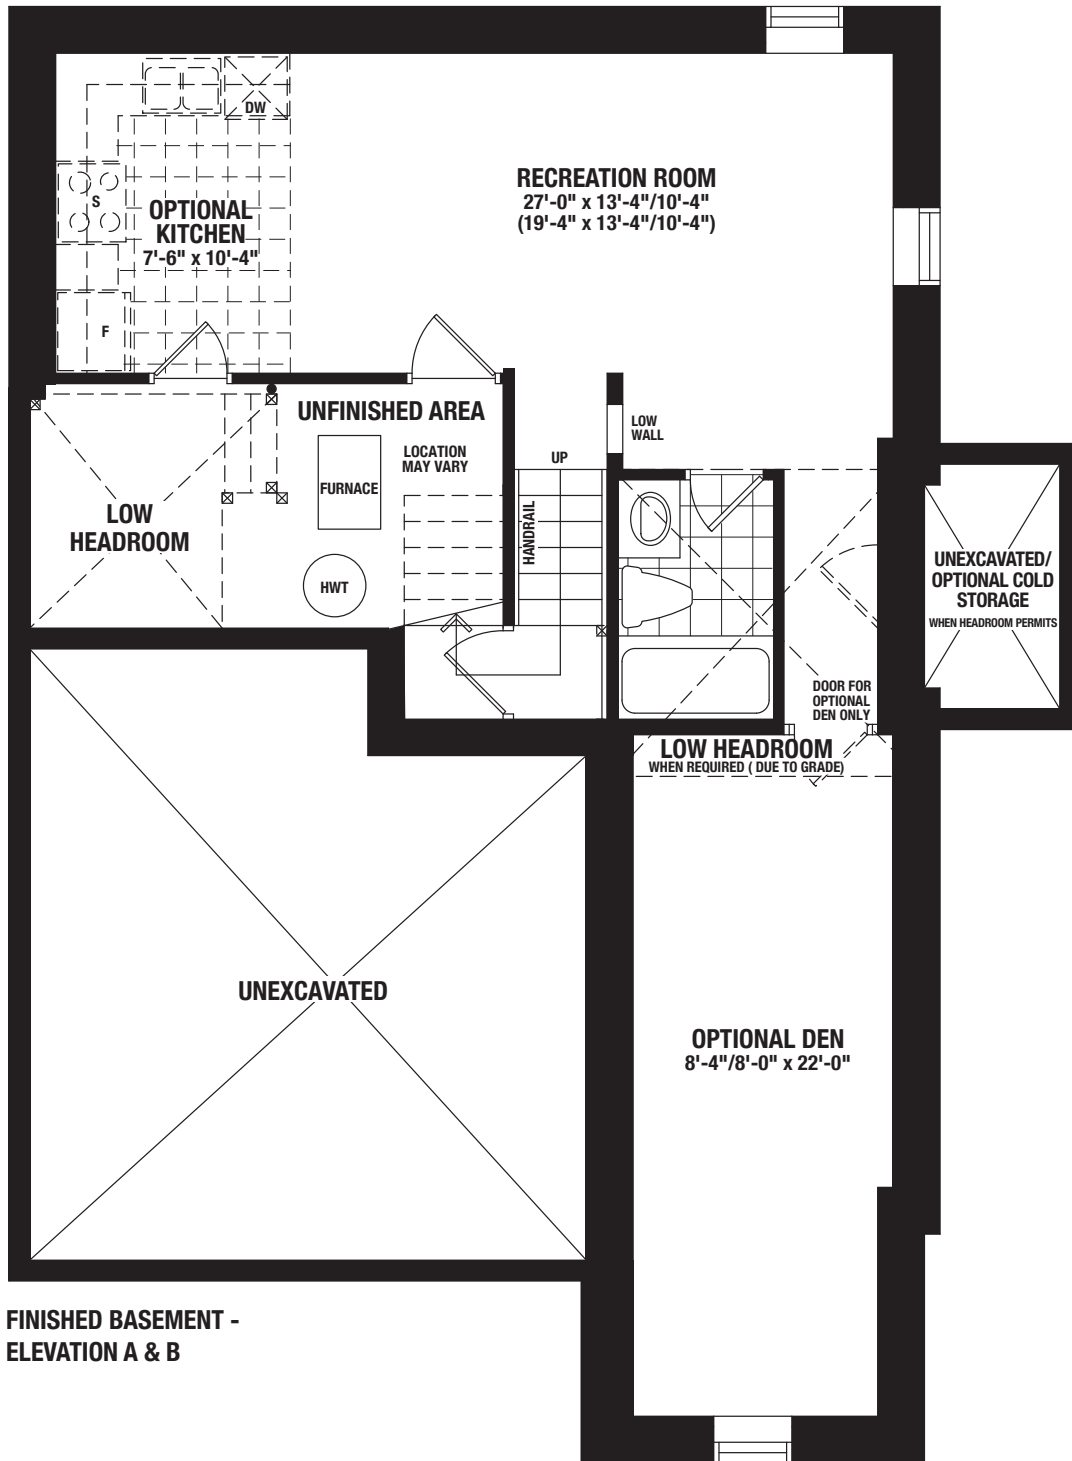 DW
S
OPTIONAL
KITCHEN
7'-6" x 10'-4"
F
RECREATION ROOM
27'-0" x 13'-4"/10'-4"
(19'-4" x 13'-4"/10'-4")
UNFINISHED AREA
LOCATION
MAY VARY
FURNACE
LOW
HEADROOM
HWT
UP
HANDRAIL
LOW
WALL
UNEXCAVATED/
OPTIONAL COLD
STORAGE
WHEN HEADROOM PERMITS
DOOR FOR
OPTIONAL
DEN ONLY
LOW HEADROOM
WHEN REQUIRED ( DUE TO GRADE)
UNEXCAVATED
OPTIONAL DEN
8'-4"/8'-0" x 22'-0"
FINISHED BASEMENT -
ELEVATION A & B